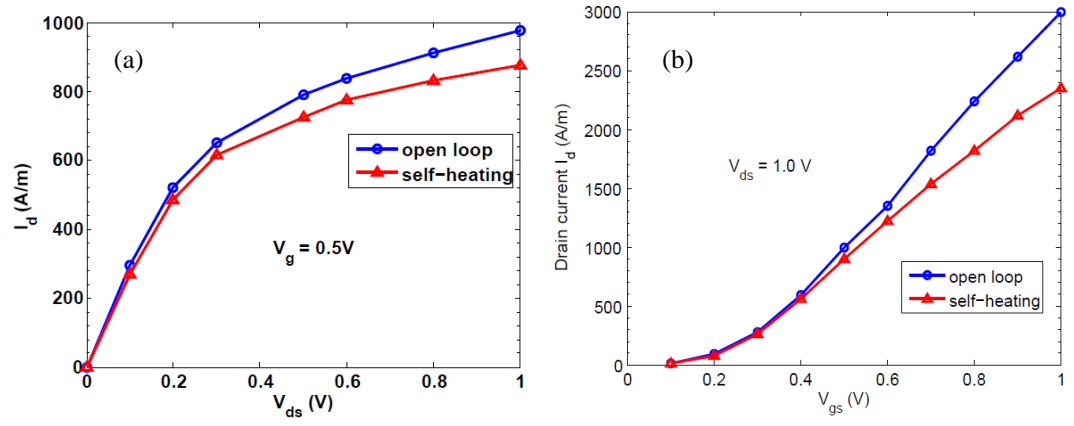 (a)
1000
800
600
400
200
0
I_d (A/m)
open loop
self-heating
V_g = 0.5V
0 0.2 0.4 0.6 0.8 1
V_ds (V)
(b)
3000
2500
2000
1500
1000
500
0
Drain current I_d (A/m)
V_ds = 1.0 V
open loop
self-heating
0 0.2 0.4 0.6 0.8 1
V_gs (V)